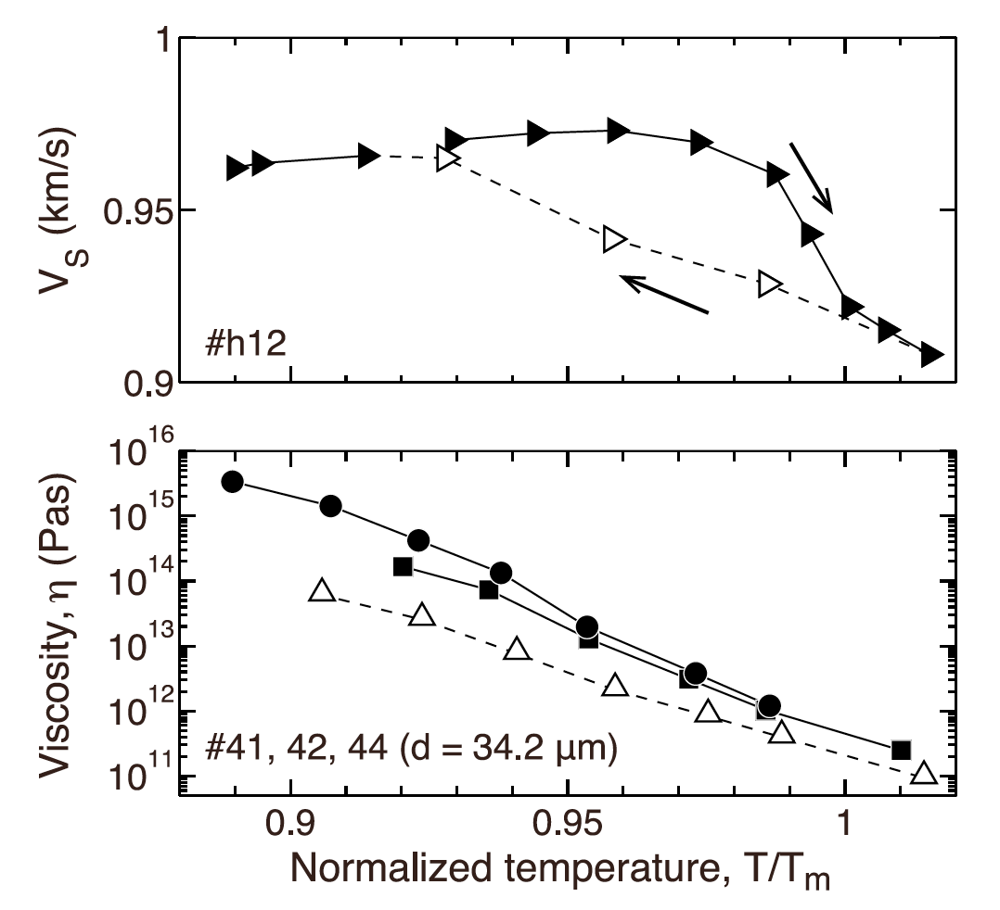 1
0.95
0.9
V_S (km/s)
#h12
10^16
10^15
10^14
10^13
10^12
10^11
Viscosity, η (Pas)
#41, 42, 44 (d = 34.2 μm)
0.9 0.95 1
Normalized temperature, T/T_m